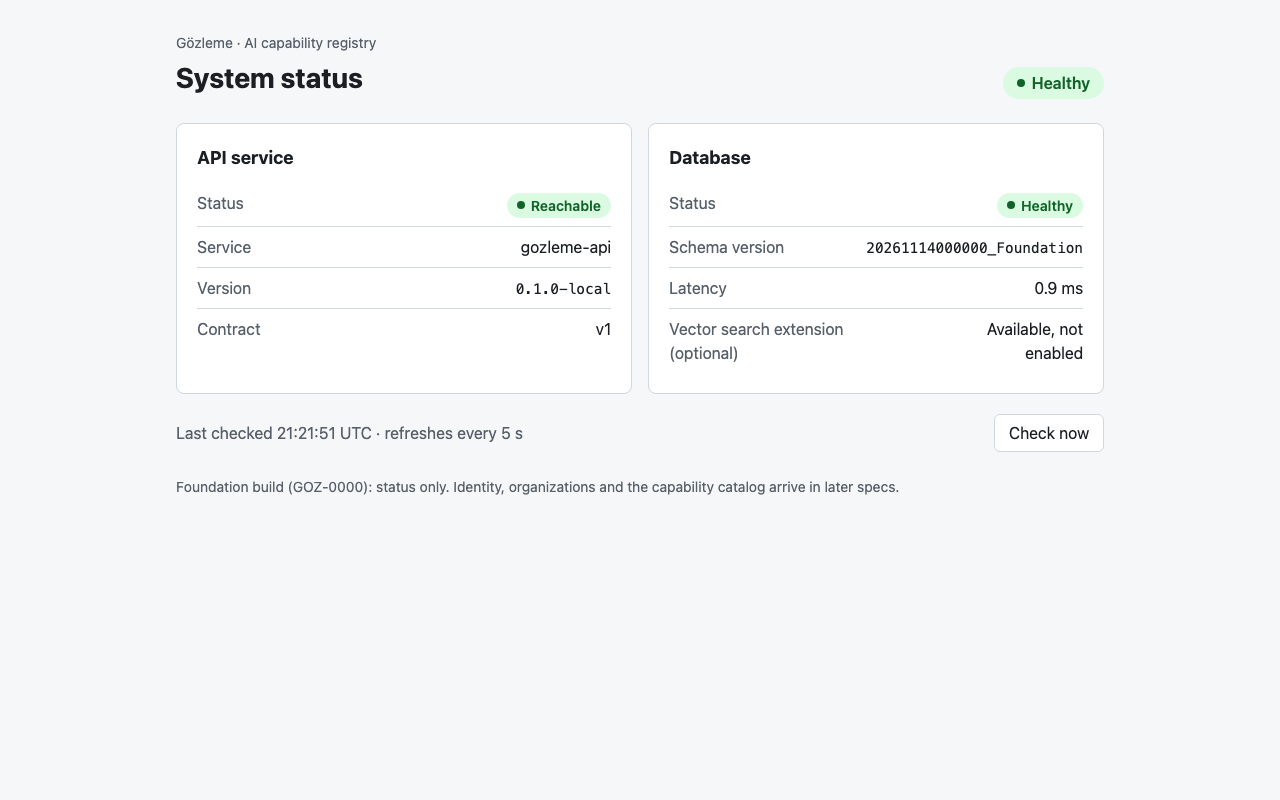 Gözleme · AI capability registry
System status
Healthy
API service
Status
Reachable
Service
gozleme-api
Version
0.1.0-local
Contract
v1
Database
Status
Healthy
Schema version
20261114000000_Foundation
Latency
0.9 ms
Vector search extension
(optional)
Available, not
enabled
Last checked 21:21:51 UTC · refreshes every 5 s
Check now
Foundation build (GOZ-0000): status only. Identity, organizations and the capability catalog arrive in later specs.